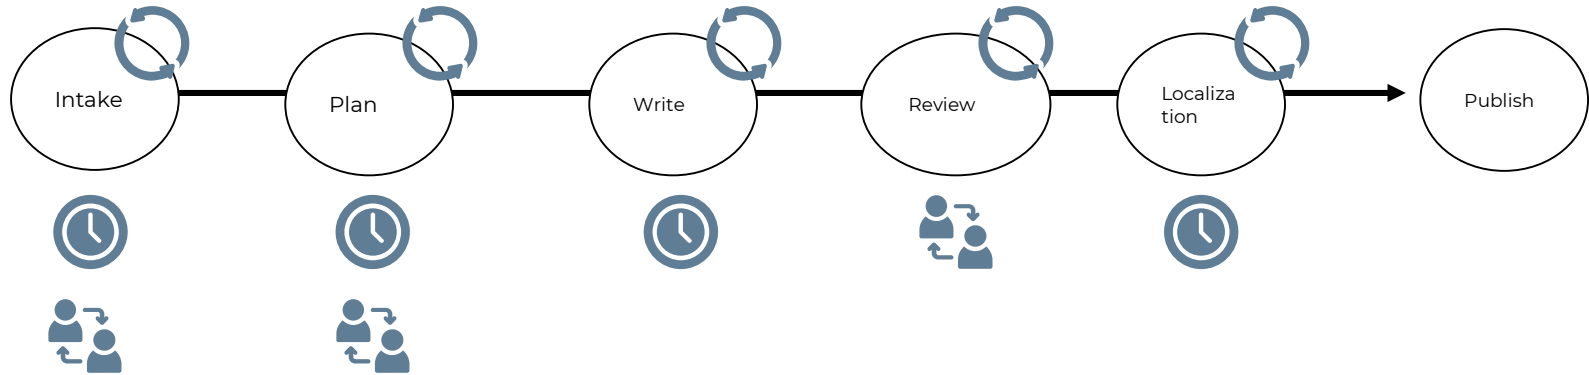 Intake
Plan
Write
Review
Localiza
tion
Publish